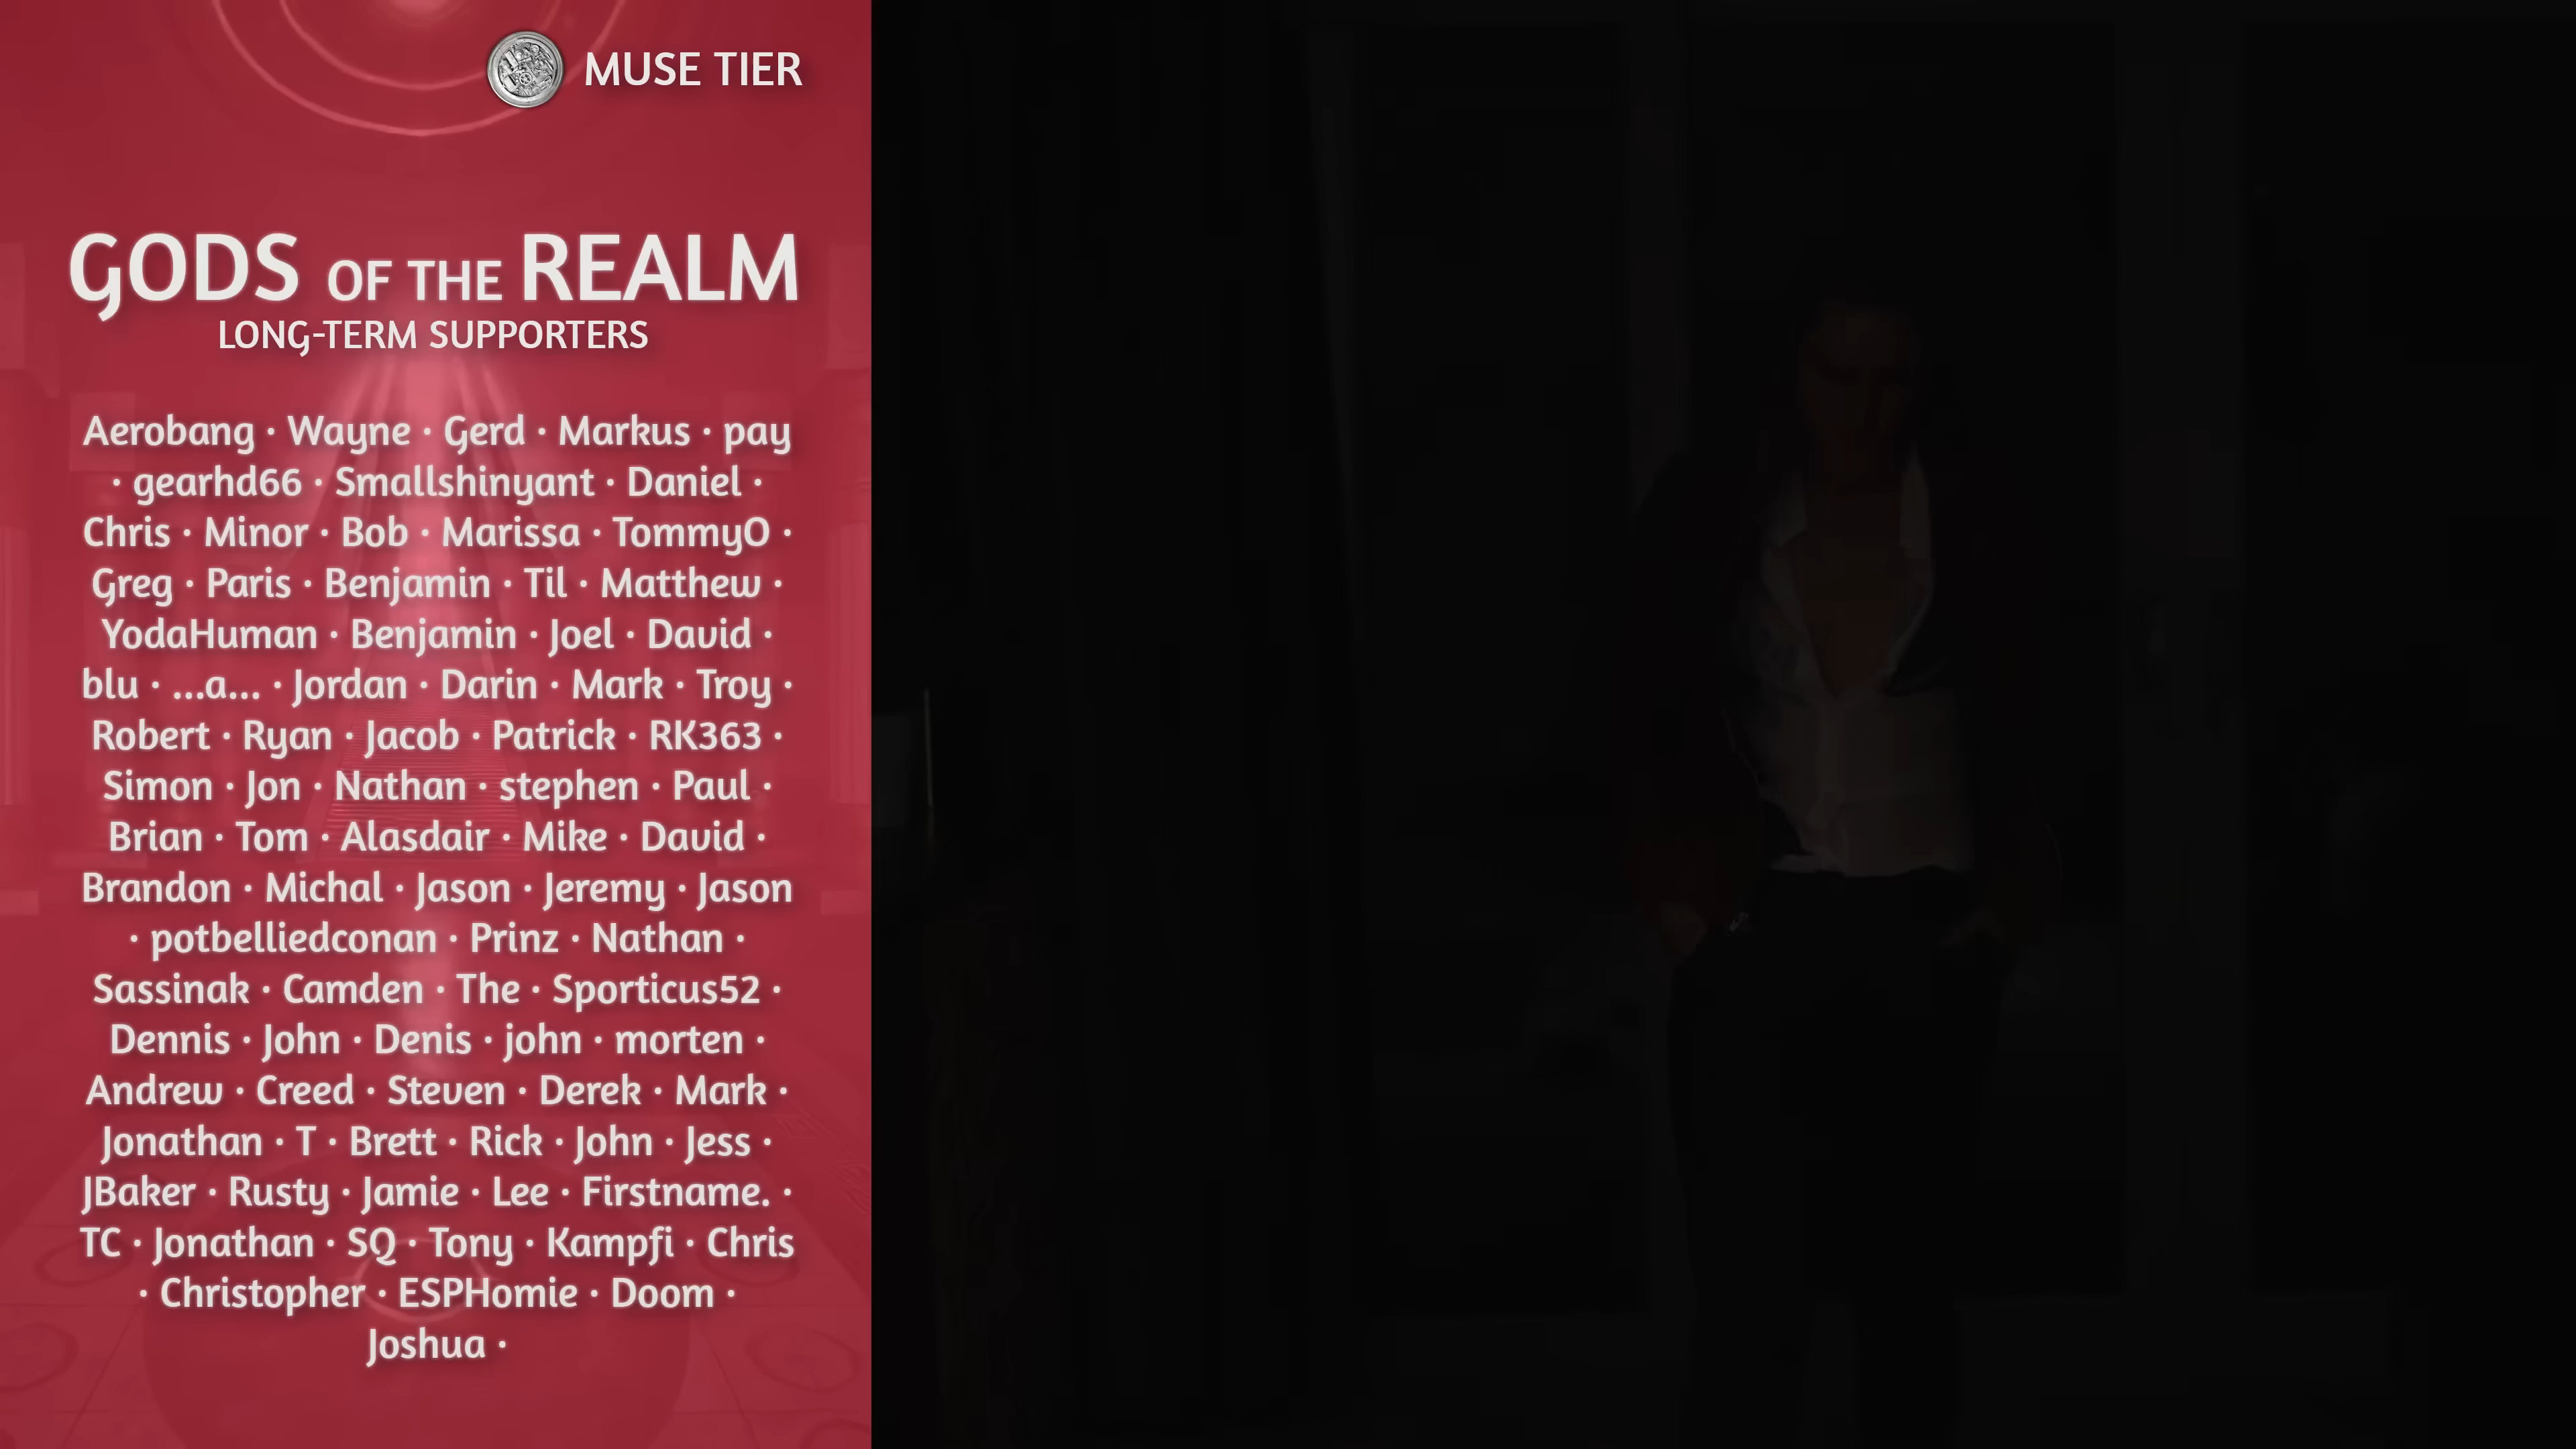 MUSE TIER
GODS OF THE REALM
LONG-TERM SUPPORTERS
Aerobang · Wayne · Gerd · Markus · pay
· gearhd66 · Smallshinyant · Daniel ·
Chris · Minor · Bob · Marissa · TommyO ·
Greg · Paris · Benjamin · Til · Matthew ·
YodaHuman · Benjamin · Joel · David ·
blu · ...a... · Jordan · Darin · Mark · Troy ·
Robert · Ryan · Jacob · Patrick · RK363 ·
Simon · Jon · Nathan · stephen · Paul ·
Brian · Tom · Alasdair · Mike · David ·
Brandon · Michal · Jason · Jeremy · Jason
· potbelliedconan · Prinz · Nathan ·
Sassinak · Camden · The · Sporticus52 ·
Dennis · John · Denis · john · morten ·
Andrew · Creed · Steven · Derek · Mark ·
Jonathan · T · Brett · Rick · John · Jess ·
JBaker · Rusty · Jamie · Lee · Firstname. ·
TC · Jonathan · SQ · Tony · Kampfi · Chris
· Christopher · ESPHomie · Doom ·
Joshua ·